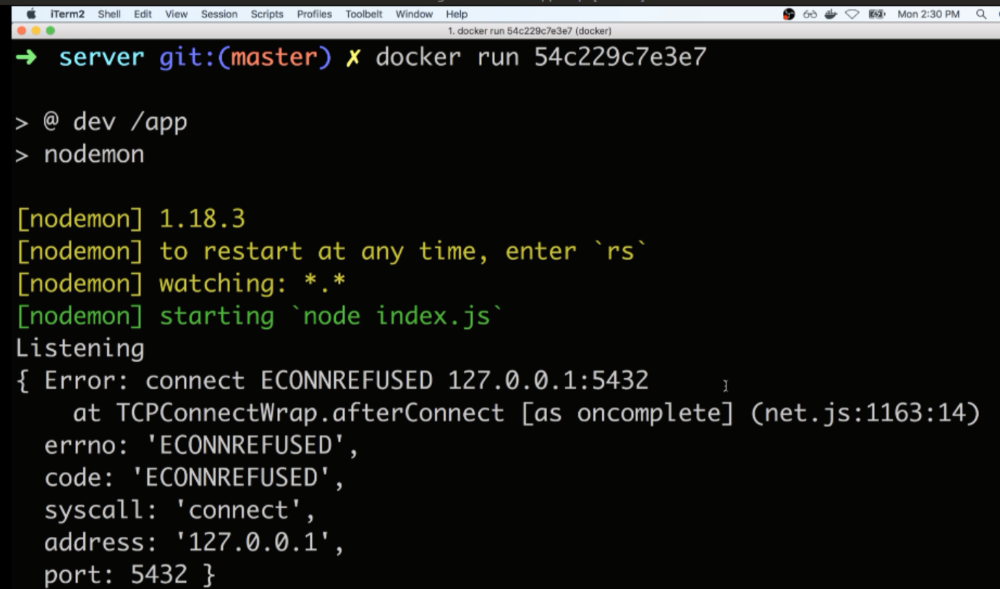 iTerm2 Shell Edit View Session Scripts Profiles Toolbelt Window Help Mon 2:30 PM
1. docker run 54c229c7e3e7 (docker)
➜ server git:(master) ✗ docker run 54c229c7e3e7
> @ dev /app
> nodemon
[nodemon] 1.18.3
[nodemon] to restart at any time, enter `rs`
[nodemon] watching: *.*
[nodemon] starting `node index.js`
Listening
{ Error: connect ECONNREFUSED 127.0.0.1:5432
at TCPConnectWrap.afterConnect [as oncomplete] (net.js:1163:14)
errno: 'ECONNREFUSED',
code: 'ECONNREFUSED',
syscall: 'connect',
address: '127.0.0.1',
port: 5432 }